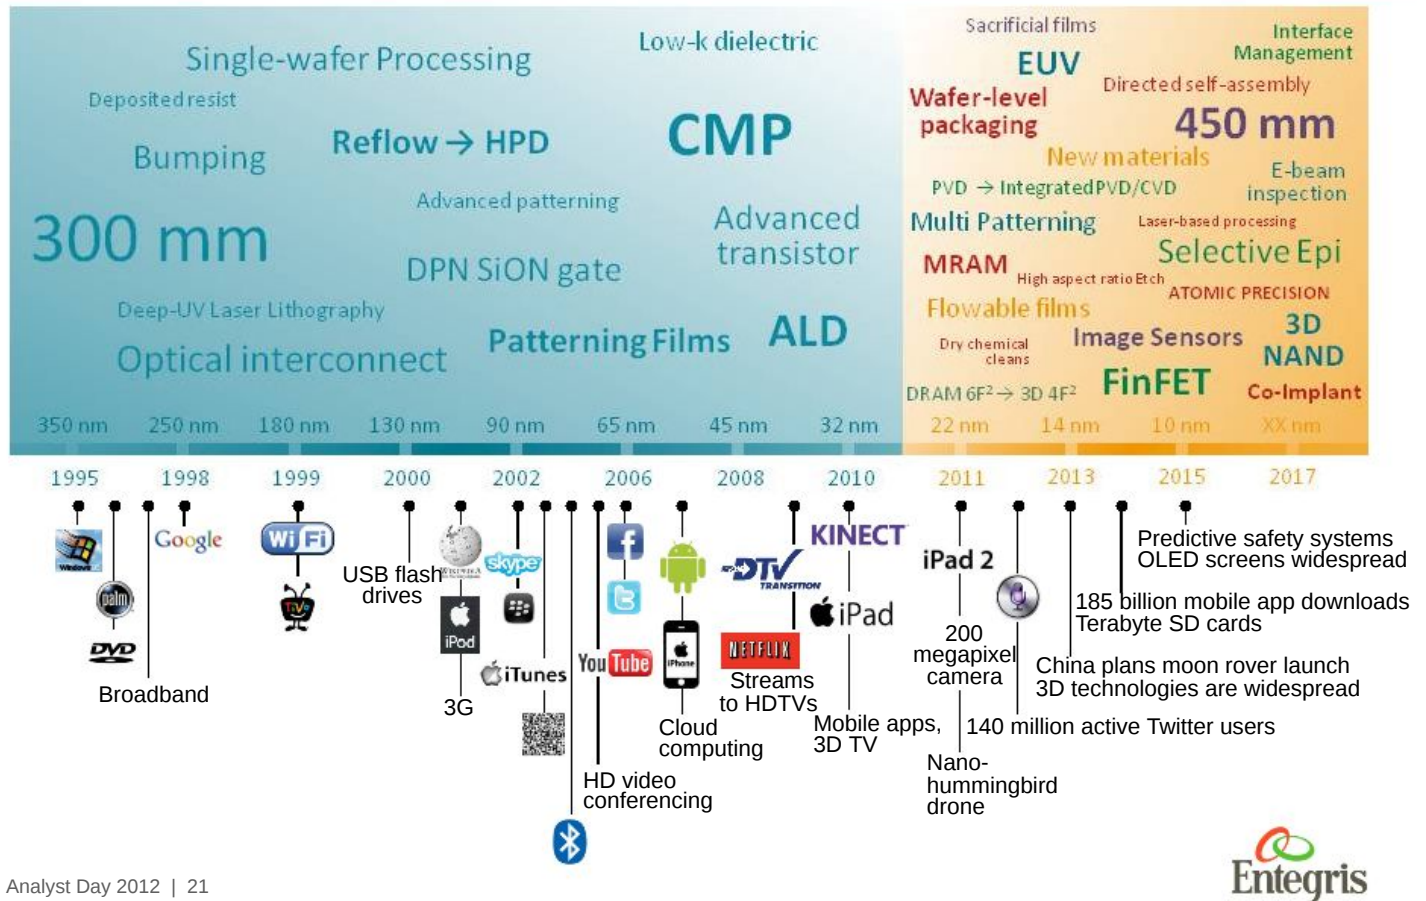 Single-wafer Processing
Low-k dielectric
Deposited resist
Bumping
Reflow → HPD
CMP
Advanced patterning
300 mm
Advanced
transistor
DPN SiON gate
Deep-UV Laser Lithography
Patterning Films
ALD
Optical interconnect
Sacrificial films
Interface
Management
EUV
Directed self-assembly
Wafer-level
packaging
450 mm
New materials
E-beam
inspection
PVD → Integrated PVD/CVD
Multi Patterning
Laser-based processing
Selective Epi
MRAM
High aspect ratio Etch
ATOMIC PRECISION
Flowable films
3D
NAND
Image Sensors
Dry chemical
cleans
FinFET
DRAM 6F² → 3D 4F²
Co-Implant
350 nm 250 nm 180 nm 130 nm 90 nm 65 nm 45 nm 32 nm 22 nm 14 nm 10 nm XX nm
1995 1998 1999 2000 2002 2006 2008 2010 2011 2013 2015 2017
Windows
palm
DVD
Broadband
Google
Wi Fi
TiVo
USB flash
drives
WIKIPEDIA
iPod
3G
skype
iTunes
HD video
conferencing
YouTube
f
t
iPhone
Cloud
computing
DTV
TRANSITION
NETFLIX
Streams
to HDTVs
KINECT
iPad
Mobile apps,
3D TV
iPad 2
200
megapixel
camera
Nano-
hummingbird
drone
140 million active Twitter users
China plans moon rover launch
3D technologies are widespread
185 billion mobile app downloads
Terabyte SD cards
Predictive safety systems
OLED screens widespread
Analyst Day 2012 | 21
Entegris